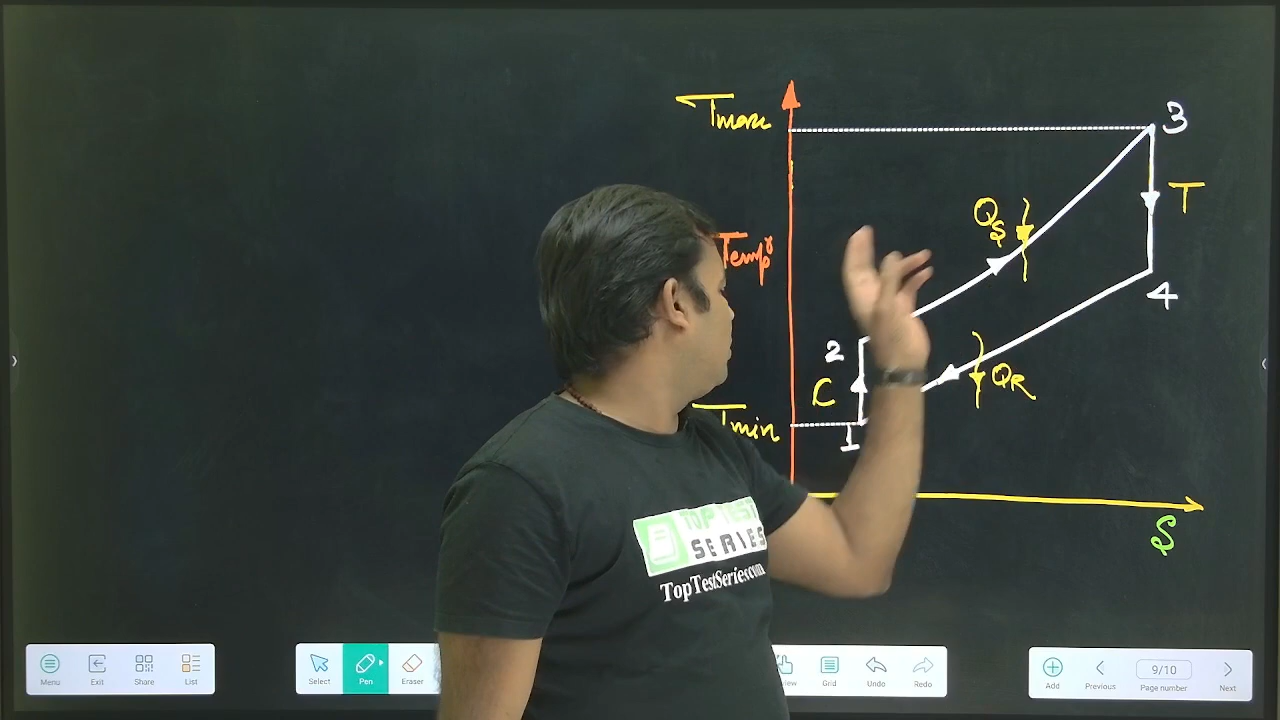 Tmax
3
T
Qs
Tempr
4
2
C
QR
Tmin
1
S
TOP TEST
SERIES
TopTestSeries.com
Menu
Exit
Share
List
Select
Pen
Eraser
Grid
Undo
Redo
Add
Previous
9/10
Page number
Next